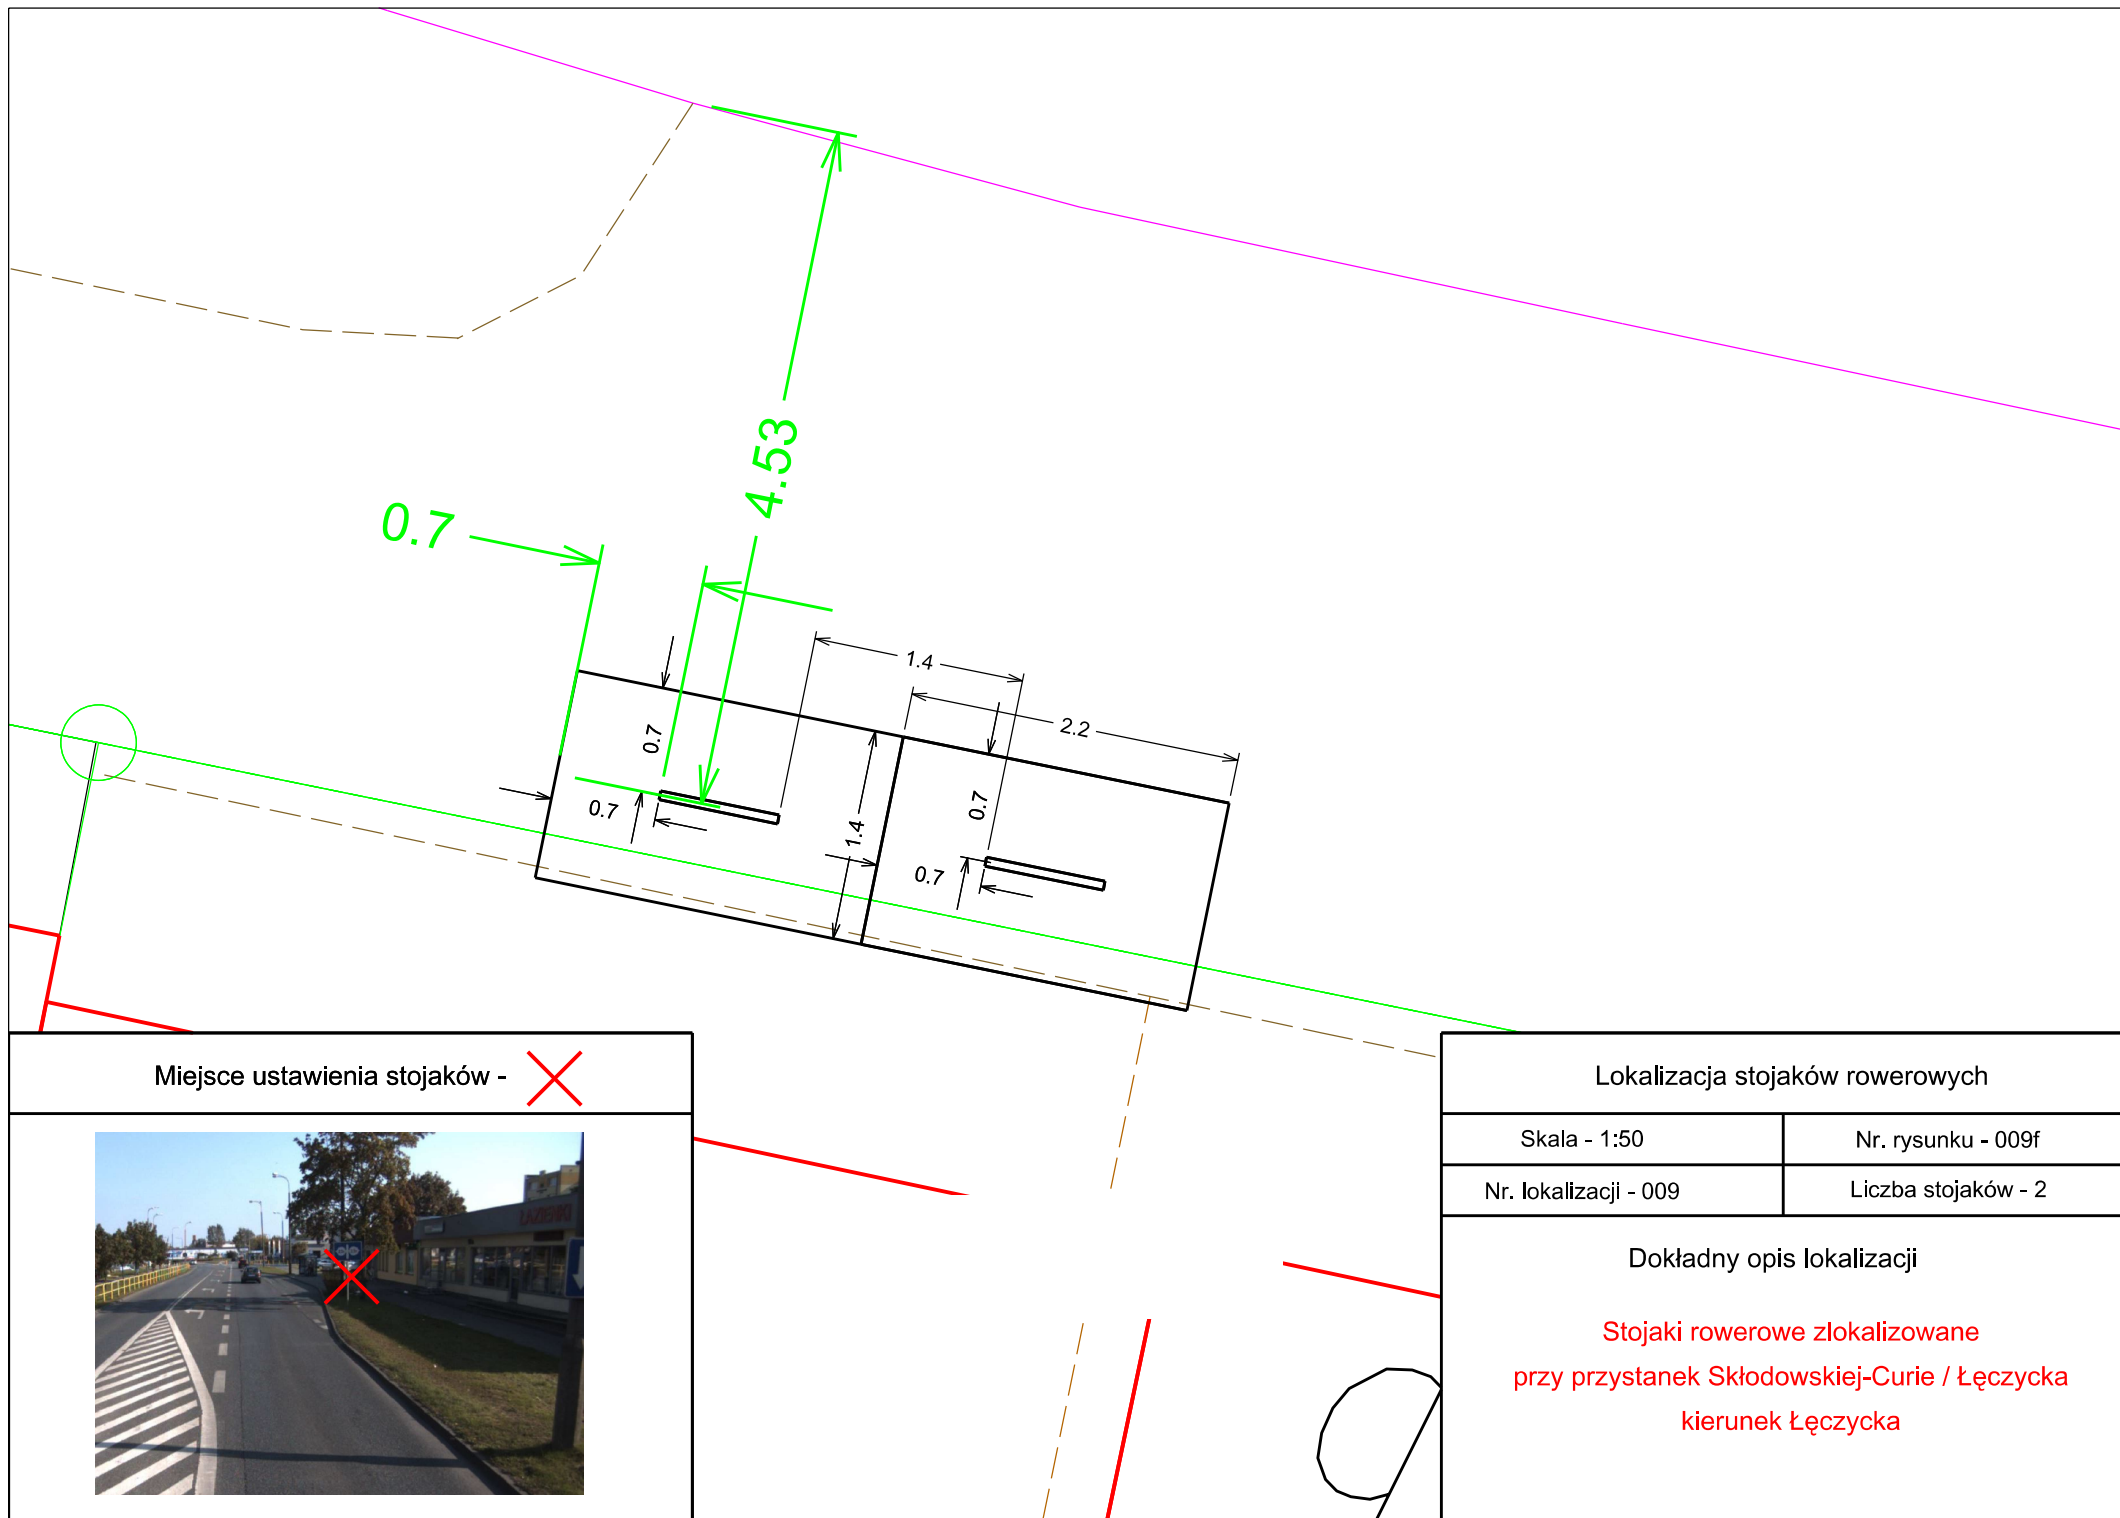 4.53
0.7
1.4
2.2
0.7
0.7
1.4
0.7
0.7
Miejsce ustawienia stojaków -
ŁAZIENKI
Lokalizacja stojaków rowerowych
Skala - 1:50
Nr. rysunku - 009f
Nr. lokalizacji - 009
Liczba stojaków - 2
Dokładny opis lokalizacji
Stojaki rowerowe zlokalizowane
przy przystanek Skłodowskiej-Curie / Łęczycka
kierunek Łęczycka